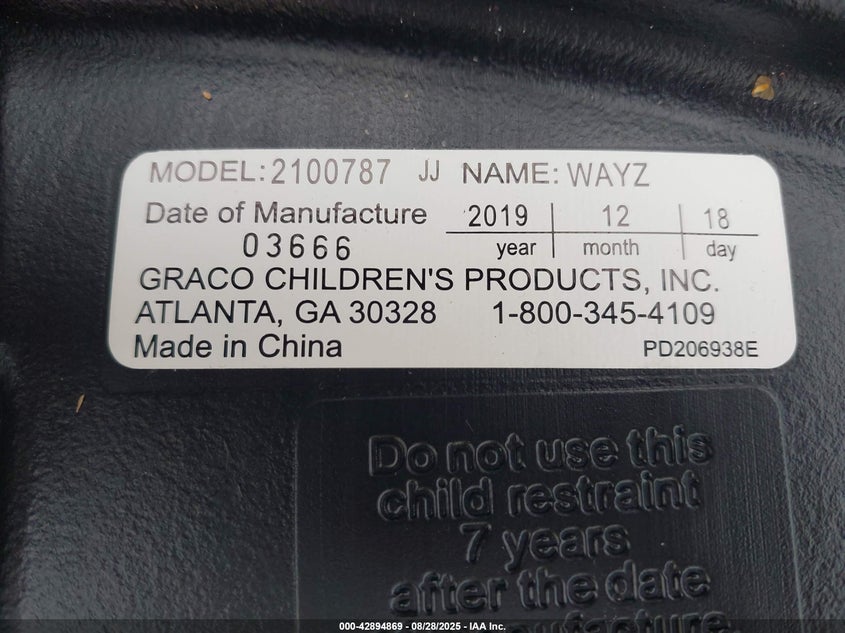 MODEL: 2100787 JJ NAME: WAYZ
Date of Manufacture 2019 12 18
03666 year month day
GRACO CHILDREN'S PRODUCTS, INC.
ATLANTA, GA 30328 1-800-345-4109
Made in China PD206938E
Do not use this
child restraint
7 years
after the date
000-42894869 | 08/28/2025 - IAA Inc.